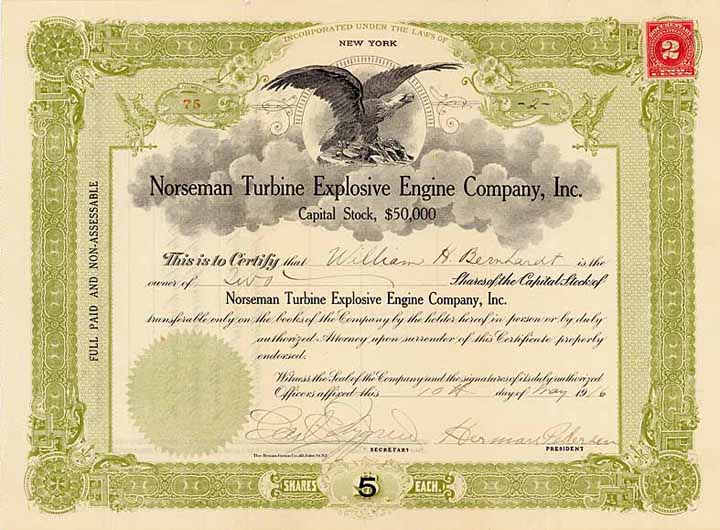 INCORPORATED UNDER THE LAWS OF
NEW YORK
DOCUMENTARY
2
75
-2-
Norseman Turbine Explosive Engine Company, Inc.
Capital Stock, $50,000
FULL PAID AND NON-ASSESSABLE
This is to Certify that William H. Bernhardt is the
owner of Two Shares of the Capital Stock of
Norseman Turbine Explosive Engine Company, Inc.
transferable only on the books of the Company by the holder hereof in person or by duly
authorized Attorney upon surrender of this Certificate properly
endorsed.
Witness the Seal of the Company and the signatures of its duly authorized
Officers affixed this 10th day of May 1916
Herman Pedersen
SECRETARY
PRESIDENT
SHARES 5 EACH.